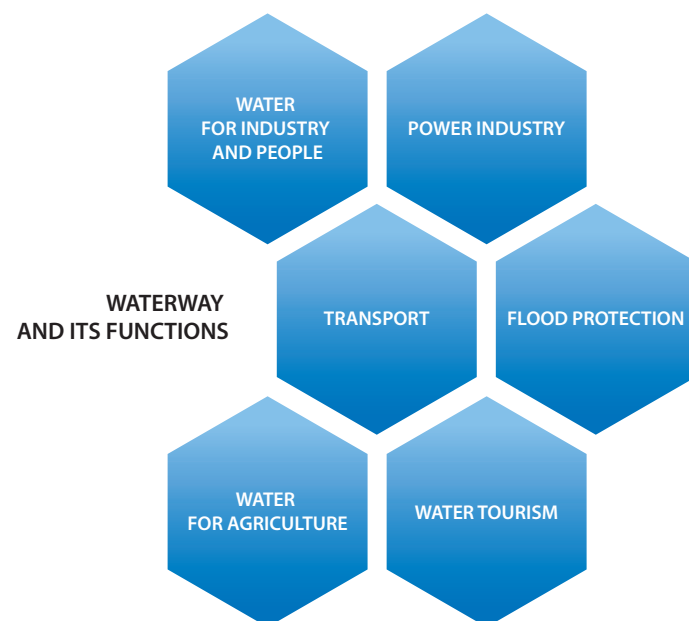 WATER
FOR INDUSTRY
AND PEOPLE
POWER INDUSTRY
WATERWAY
AND ITS FUNCTIONS
TRANSPORT
FLOOD PROTECTION
WATER
FOR AGRICULTURE
WATER TOURISM